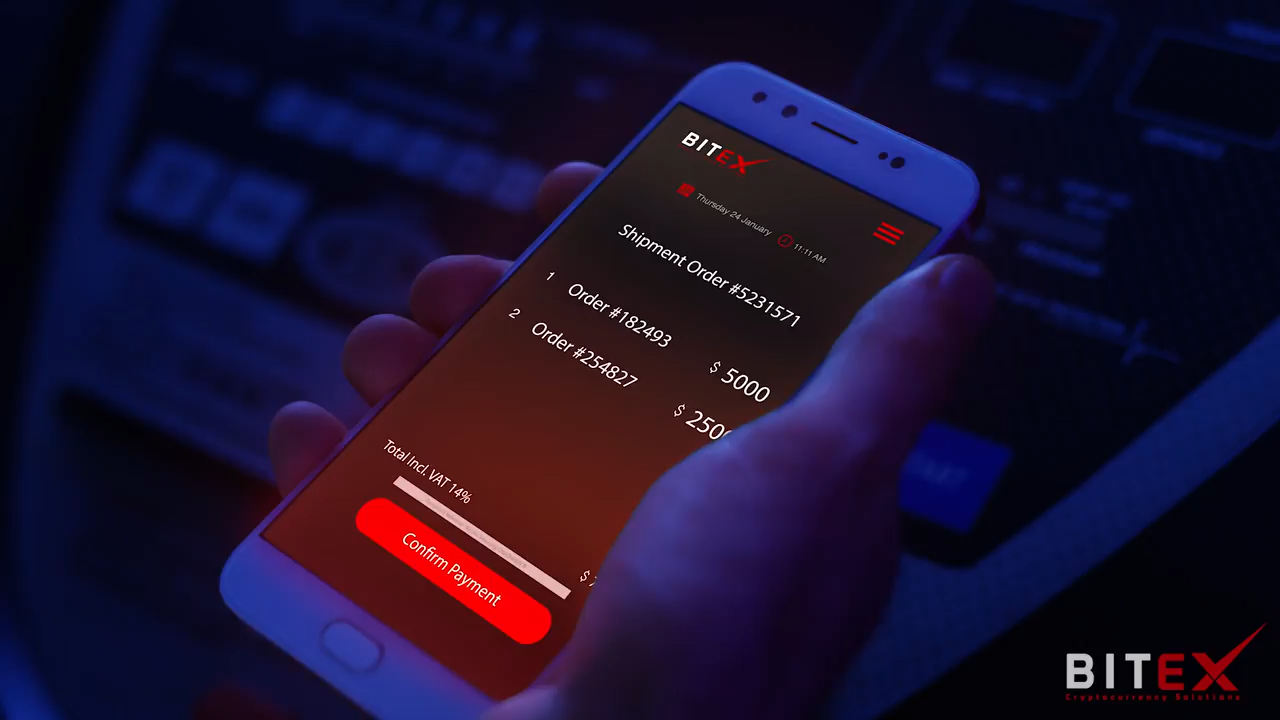 BITEX
Thursday 24 January 11:11 AM
Shipment Order #5231571
1 Order #182493 $ 5000
2 Order #254827 $ 250
Total Incl. VAT 14% $
Confirm Payment
BITEX
Cryptocurrency Solutions